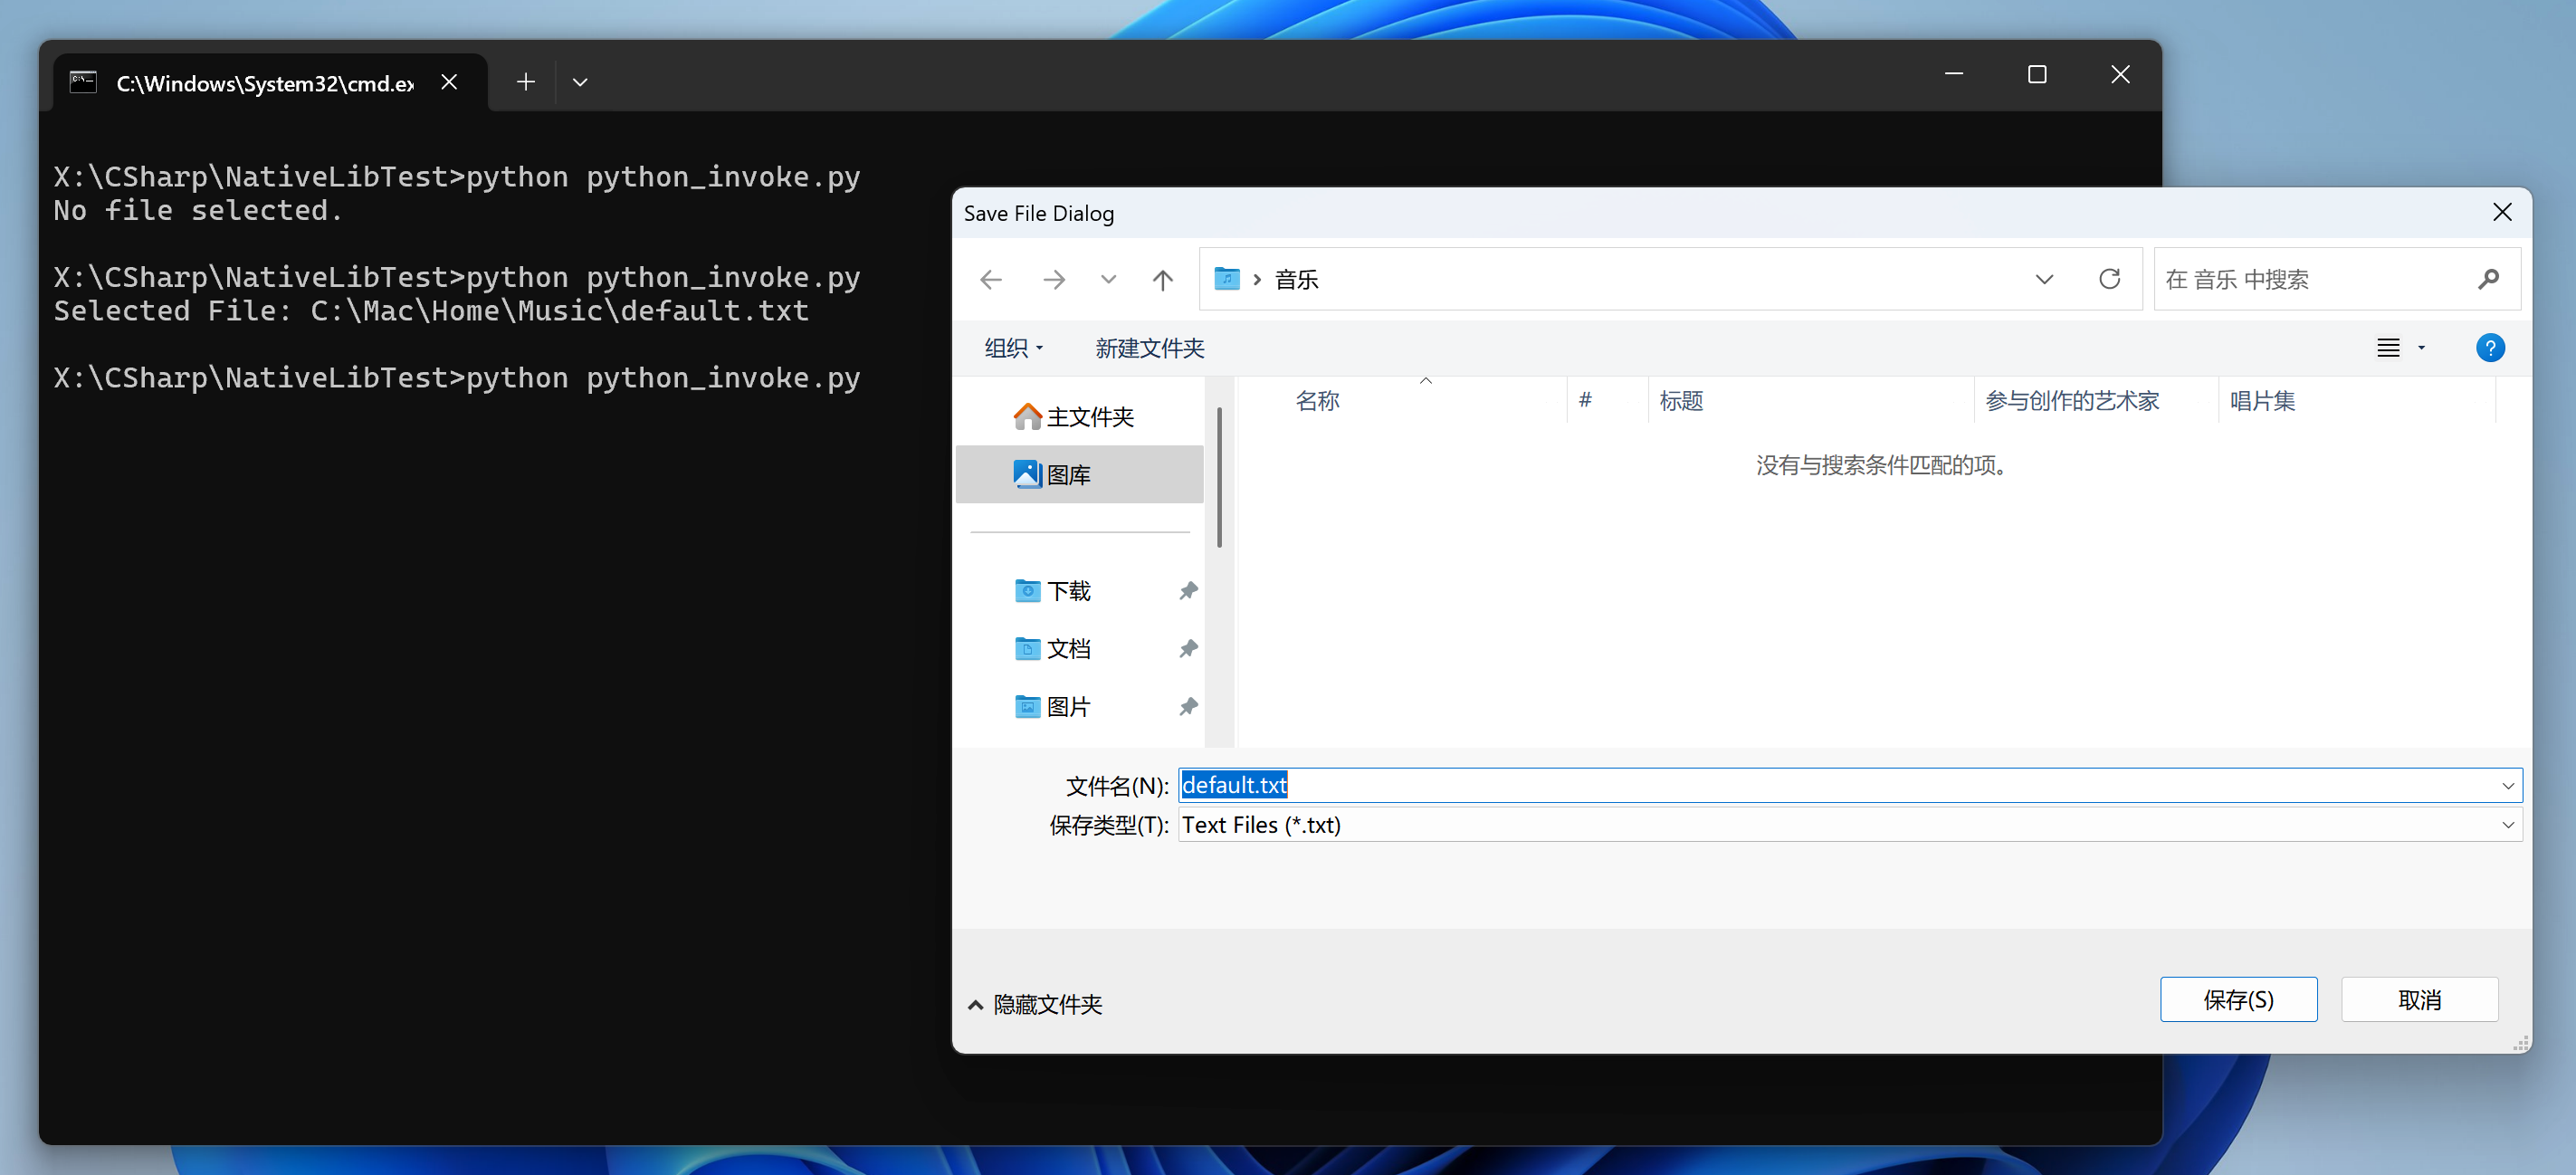 C:\Windows\System32\cmd.ex
X:\CSharp\NativeLibTest>python python_invoke.py
No file selected.
X:\CSharp\NativeLibTest>python python_invoke.py
Selected File: C:\Mac\Home\Music\default.txt
X:\CSharp\NativeLibTest>python python_invoke.py
Save File Dialog
音乐
在 音乐 中搜索
组织
新建文件夹
?
名称 # 标题 参与创作的艺术家 唱片集
没有与搜索条件匹配的项。
主文件夹
图库
下载
文档
图片
文件名(N): default.txt
保存类型(T): Text Files (*.txt)
隐藏文件夹
保存(S)
取消